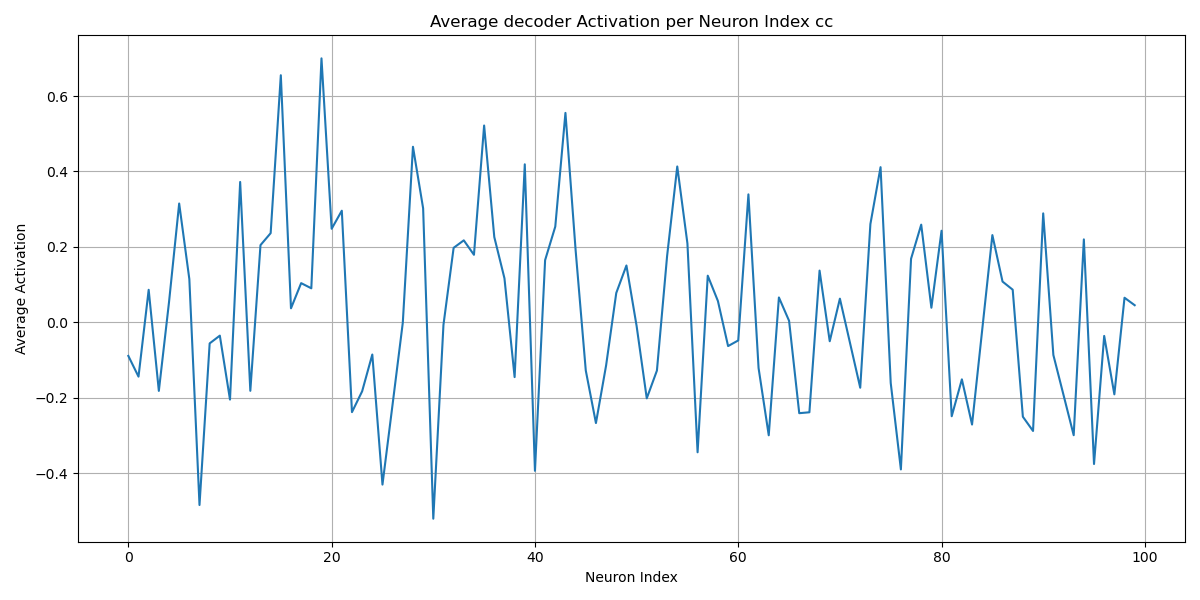 Average decoder Activation per Neuron Index cc
Average Activation
0.6
0.4
0.2
0.0
−0.2
−0.4
0 20 40 60 80 100
Neuron Index